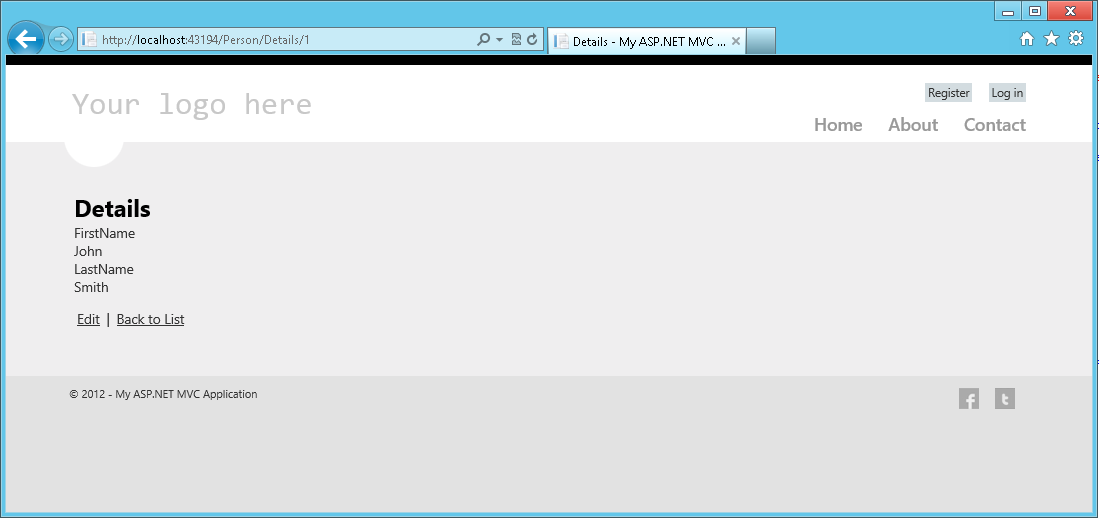 http://localhost:43194/Person/Details/1
Details - My ASP.NET MVC ...
Your logo here
Register Log in
Home About Contact
Details
FirstName
John
LastName
Smith
Edit | Back to List
© 2012 - My ASP.NET MVC Application